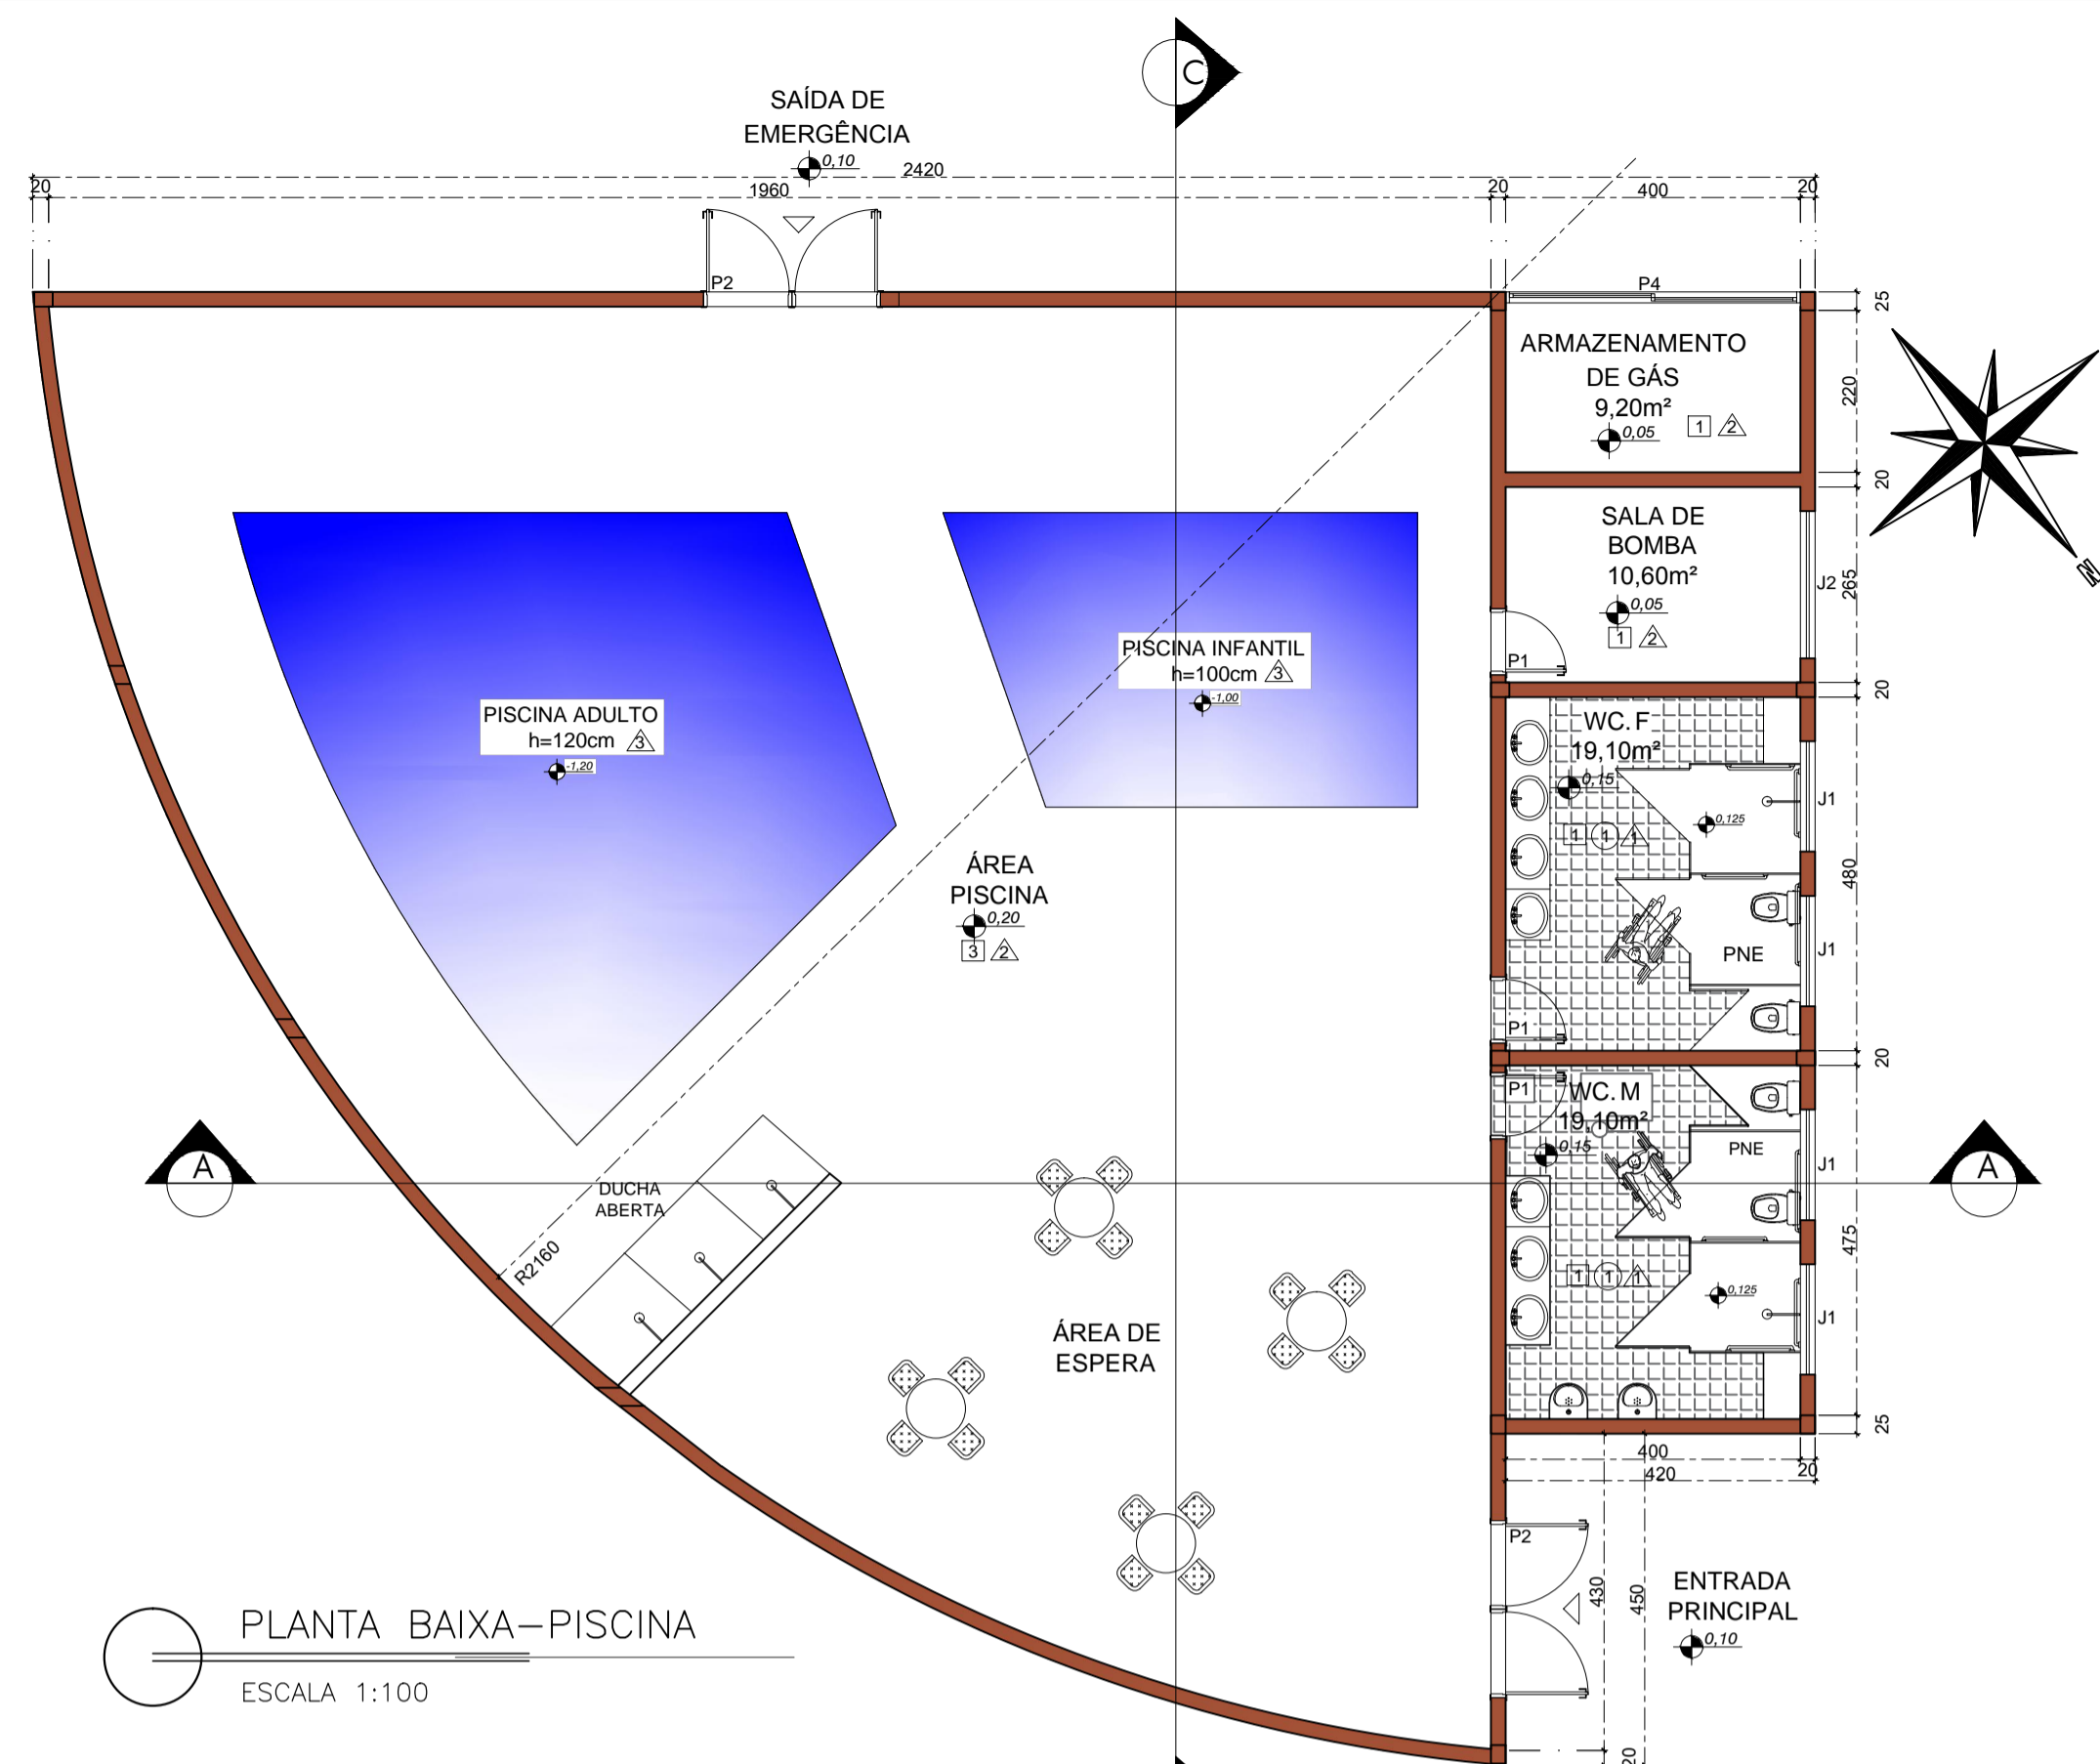 C
SAÍDA DE
EMERGÊNCIA
0,10
2420
20
1960
20
400
20
P2
P4
25
ARMAZENAMENTO
DE GÁS
9,20m²
0,05
1
2
220
20
SALA DE
BOMBA
10,60m²
0,05
1
2
J2
265
P1
20
N
PISCINA INFANTIL
h=100cm
3
-1,00
PISCINA ADULTO
h=120cm
3
-1,20
WC. F
19,10m²
0,15
0,125
1
1
1
J1
480
ÁREA
PISCINA
0,20
3
2
PNE
J1
P1
20
P1
WC. M
19,10m²
0,15
PNE
J1
A
A
DUCHA
ABERTA
R2160
475
1
1
1
0,125
J1
ÁREA DE
ESPERA
25
400
20
420
P2
430
450
ENTRADA
PRINCIPAL
0,10
20
PLANTA BAIXA-PISCINA
ESCALA 1:100